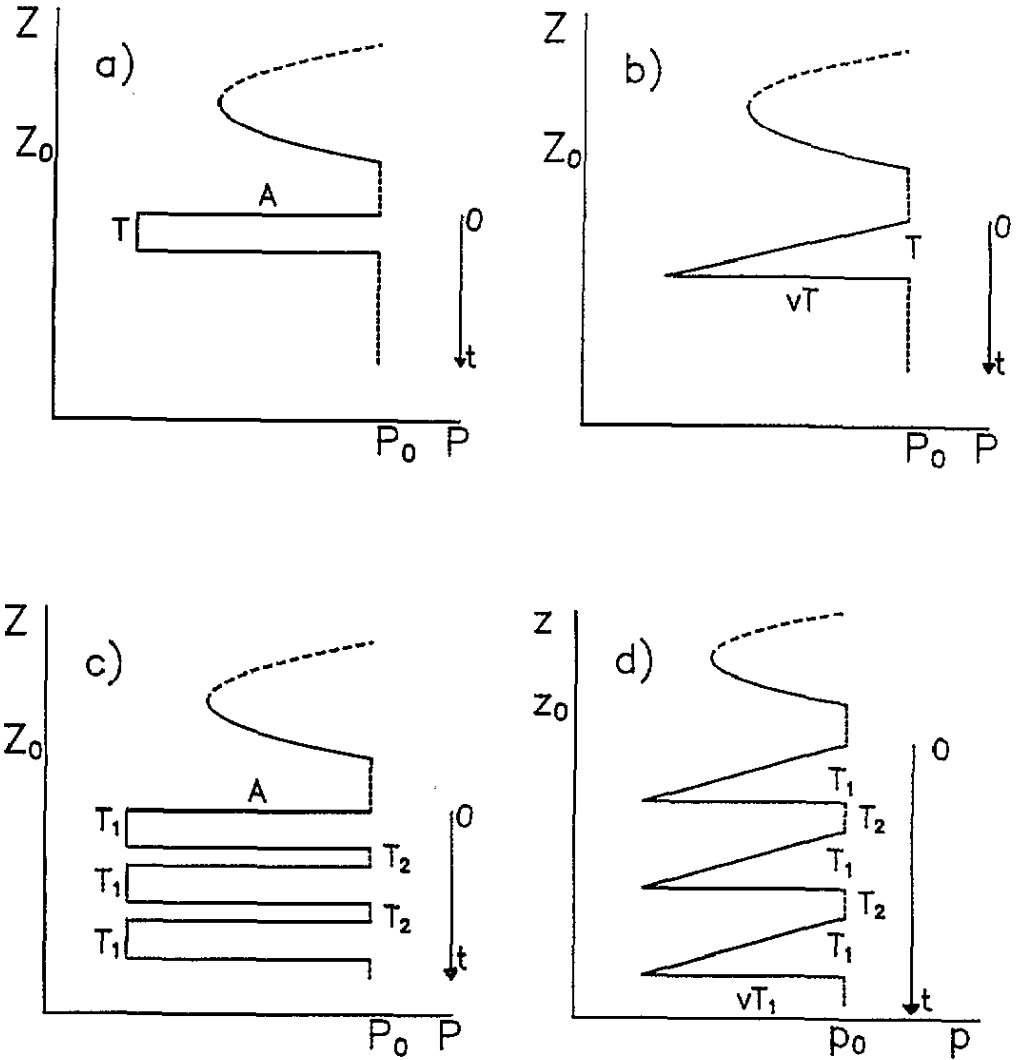 Z
a)
Z₀
A
T
0
t
P₀ P
Z
b)
Z₀
0
T
vT
t
P₀ P
Z
c)
Z₀
A
T₁
0
T₂
T₁
T₂
T₁
t
P₀ P
z
d)
z₀
0
T₁
T₂
T₁
T₂
T₁
vT₁
t
p₀ p